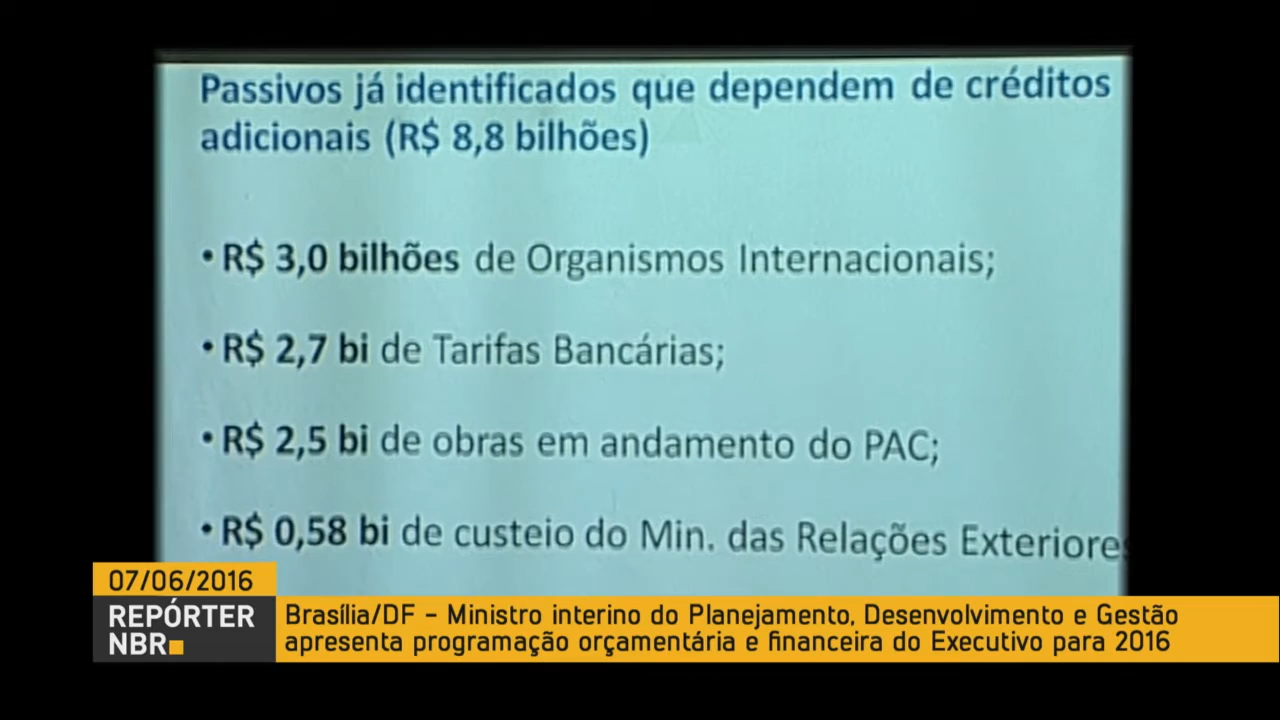 Passivos já identificados que dependem de créditos
adicionais (R$ 8,8 bilhões)
• R$ 3,0 bilhões de Organismos Internacionais;
• R$ 2,7 bi de Tarifas Bancárias;
• R$ 2,5 bi de obras em andamento do PAC;
• R$ 0,58 bi de custeio do Min. das Relações Exteriores
07/06/2016
REPÓRTER
NBR
Brasília/DF – Ministro interino do Planejamento, Desenvolvimento e Gestão
apresenta programação orçamentária e financeira do Executivo para 2016